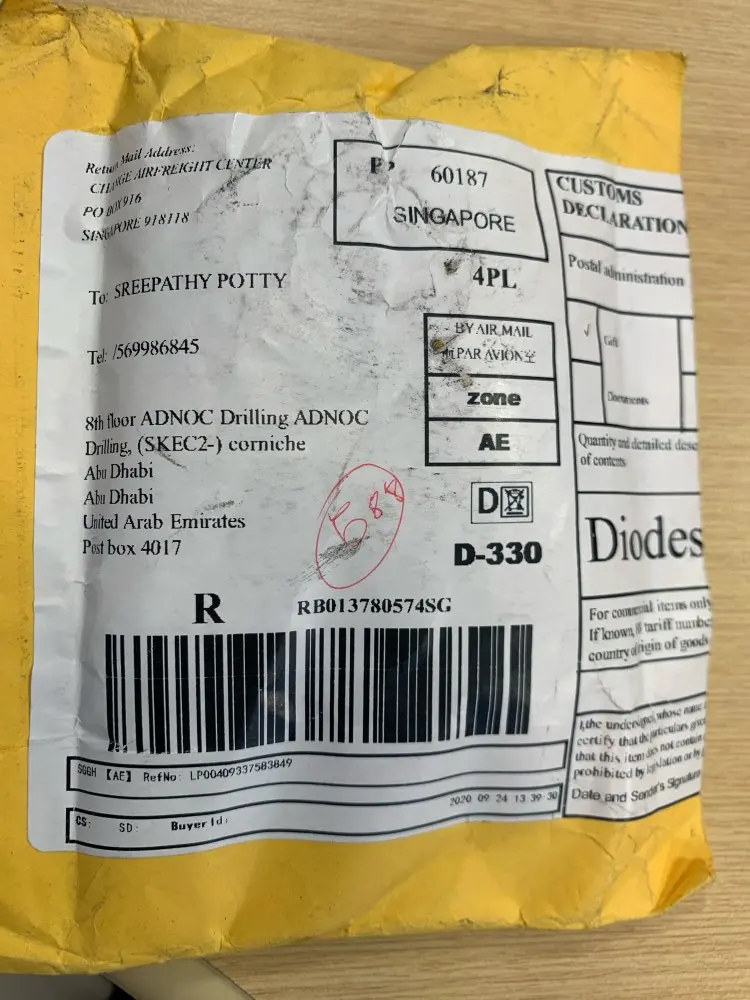 Return Mail Address:
CHANGE AIRFREIGHT CENTER
PO BOX 916
SINGAPORE 918118
PP 60187
SINGAPORE
4PL
To: SREEPATHY POTTY
Tel: /569986845
8th floor ADNOC Drilling ADNOC
Drilling, (SKEC2-) corniche
Abu Dhabi
Abu Dhabi
United Arab Emirates
Post box 4017
BY AIR MAIL
PAR AVION
zone
AE
D
D-330
R
RB013780574SG
SGGH 【AE】 RefNo: LP00409337583849
2020 09 24 13 39 30
CS: SD: Buyer Id:
CUSTOMS
DECLARATION
Postal administration
√ Gift
Documents
Quantity and detailed desc
of contents
Diodes
For commercial items only
If known, tariff numbe
country of origin of goods
I,the undersigned,whose name
certify that the particulars give
that this item does not contain
prohibited by legislation or by
Date and Sender's Signature